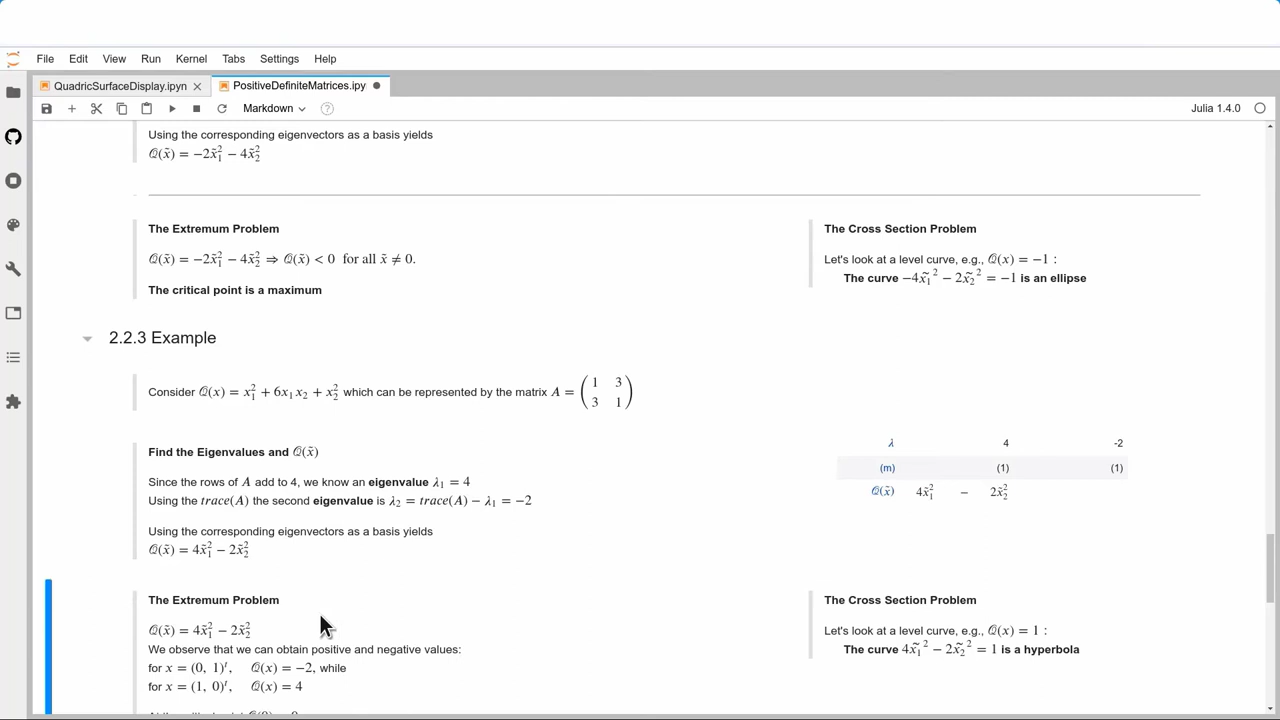 File Edit View Run Kernel Tabs Settings Help
QuadricSurfaceDisplay.ipyn × PositiveDefiniteMatrices.ipy
Markdown Julia 1.4.0
Using the corresponding eigenvectors as a basis yields
𝒬(x̃) = −2x̃₁² − 4x̃₂²
The Extremum Problem
𝒬(x̃) = −2x̃₁² − 4x̃₂² ⇒ 𝒬(x̃) < 0 for all x̃ ≠ 0.
The critical point is a maximum
The Cross Section Problem
Let's look at a level curve, e.g., 𝒬(x) = −1 :
The curve −4x̃₁² − 2x̃₂² = −1 is an ellipse
2.2.3 Example
Consider 𝒬(x) = x₁² + 6x₁x₂ + x₂² which can be represented by the matrix A = (1 3
3 1)
Find the Eigenvalues and 𝒬(x̃)
Since the rows of A add to 4, we know an eigenvalue λ₁ = 4
Using the trace(A) the second eigenvalue is λ₂ = trace(A) − λ₁ = −2
Using the corresponding eigenvectors as a basis yields
𝒬(x̃) = 4x̃₁² − 2x̃₂²
λ 4 -2
(m) (1) (1)
𝒬(x̃) 4x̃₁² − 2x̃₂²
The Extremum Problem
𝒬(x̃) = 4x̃₁² − 2x̃₂²
We observe that we can obtain positive and negative values:
for x = (0, 1)ᵗ, 𝒬(x) = −2, while
for x = (1, 0)ᵗ, 𝒬(x) = 4
The Cross Section Problem
Let's look at a level curve, e.g., 𝒬(x) = 1 :
The curve 4x̃₁² − 2x̃₂² = 1 is a hyperbola